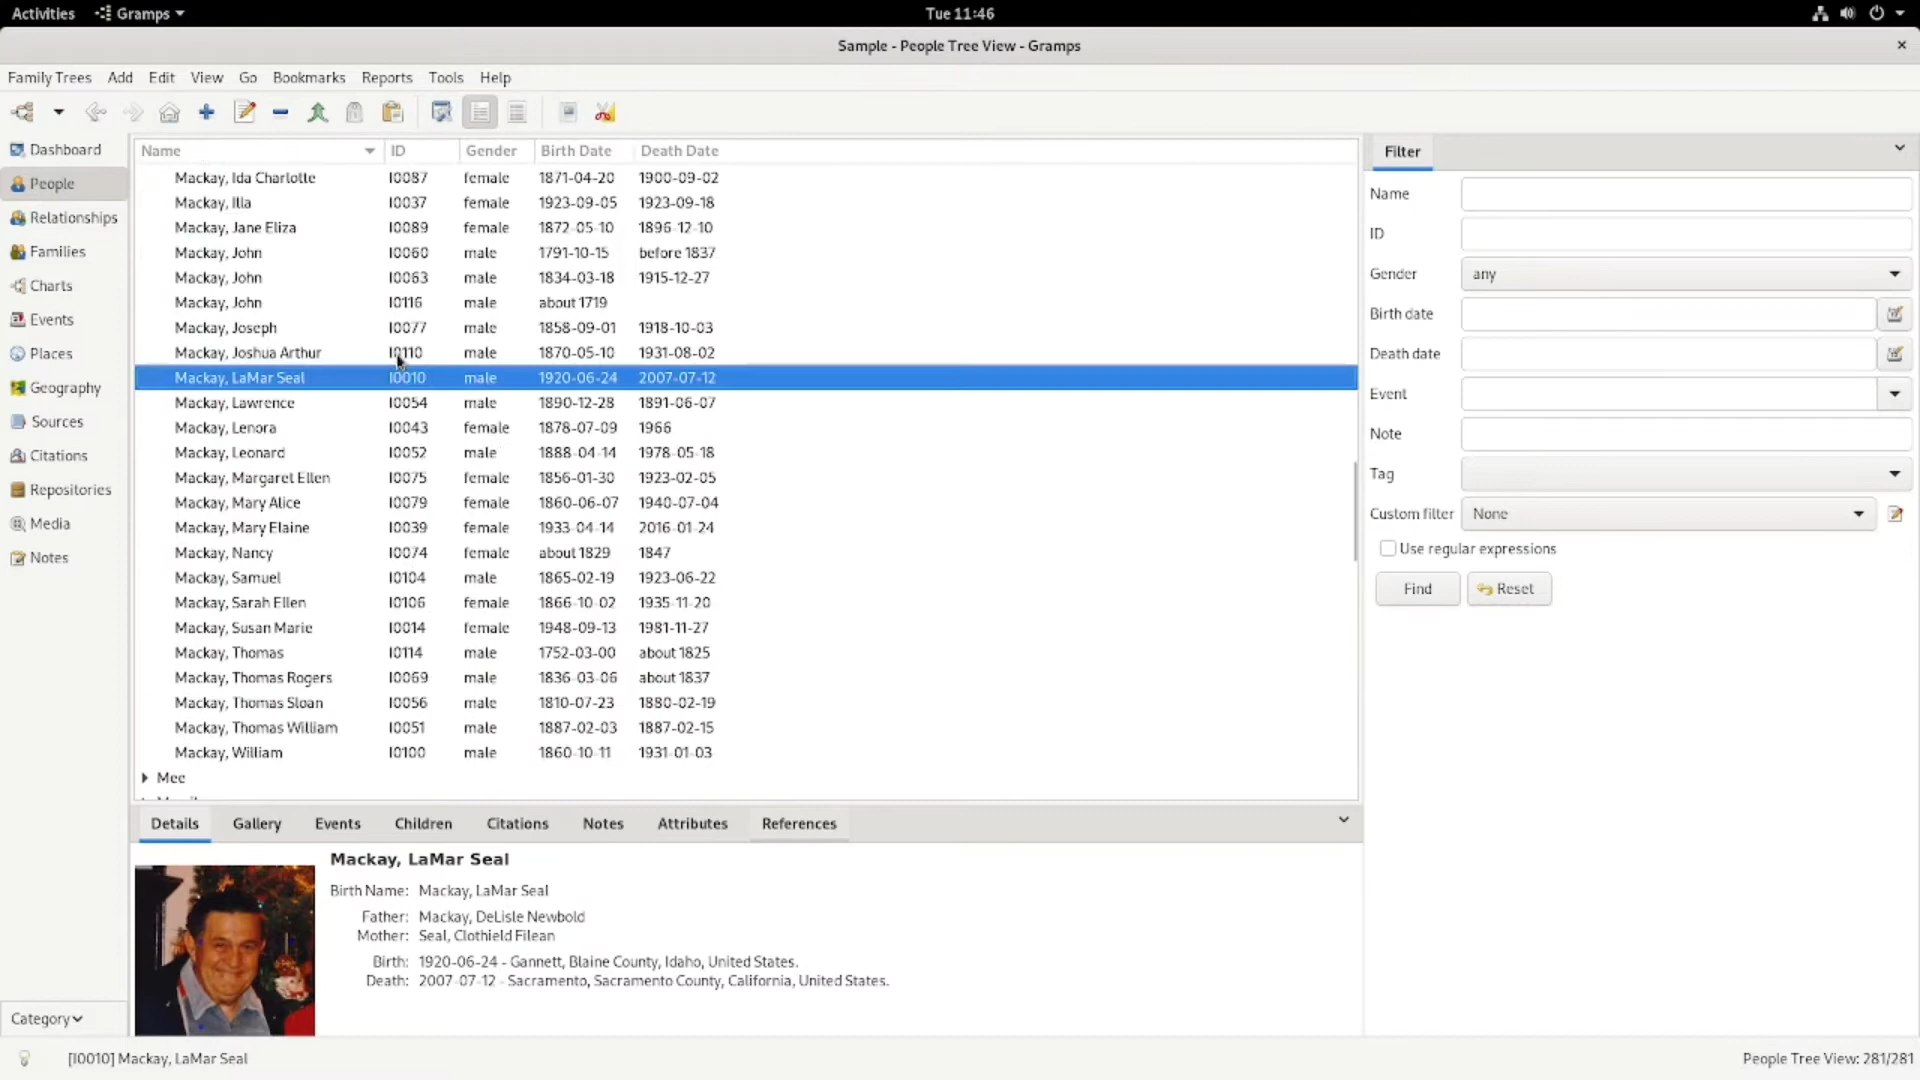 Activities Gramps Tue 11:46
Sample - People Tree View - Gramps
Family Trees Add Edit View Go Bookmarks Reports Tools Help
Dashboard
People
Relationships
Families
Charts
Events
Places
Geography
Sources
Citations
Repositories
Media
Notes
Category
Name ID Gender Birth Date Death Date
Mackay, Ida Charlotte I0087 female 1871-04-20 1900-09-02
Mackay, Illa I0037 female 1923-09-05 1923-09-18
Mackay, Jane Eliza I0089 female 1872-05-10 1896-12-10
Mackay, John I0060 male 1791-10-15 before 1837
Mackay, John I0063 male 1834-03-18 1915-12-27
Mackay, John I0116 male about 1719
Mackay, Joseph I0077 male 1858-09-01 1918-10-03
Mackay, Joshua Arthur I0110 male 1870-05-10 1931-08-02
Mackay, LaMar Seal I0010 male 1920-06-24 2007-07-12
Mackay, Lawrence I0054 male 1890-12-28 1891-06-07
Mackay, Lenora I0043 female 1878-07-09 1966
Mackay, Leonard I0052 male 1888-04-14 1978-05-18
Mackay, Margaret Ellen I0075 female 1856-01-30 1923-02-05
Mackay, Mary Alice I0079 female 1860-06-07 1940-07-04
Mackay, Mary Elaine I0039 female 1933-04-14 2016-01-24
Mackay, Nancy I0074 female about 1829 1847
Mackay, Samuel I0104 male 1865-02-19 1923-06-22
Mackay, Sarah Ellen I0106 female 1866-10-02 1935-11-20
Mackay, Susan Marie I0014 female 1948-09-13 1981-11-27
Mackay, Thomas I0114 male 1752-03-00 about 1825
Mackay, Thomas Rogers I0069 male 1836-03-06 about 1837
Mackay, Thomas Sloan I0056 male 1810-07-23 1880-02-19
Mackay, Thomas William I0051 male 1887-02-03 1887-02-15
Mackay, William I0100 male 1860-10-11 1931-01-03
Mee
Filter
Name
ID
Gender any
Birth date
Death date
Event
Note
Tag
Custom filter None
Use regular expressions
Find Reset
Details Gallery Events Children Citations Notes Attributes References
Mackay, LaMar Seal
Birth Name: Mackay, LaMar Seal
Father: Mackay, DeLisle Newbold
Mother: Seal, Clothield Filean
Birth: 1920-06-24 - Gannett, Blaine County, Idaho, United States.
Death: 2007-07-12 - Sacramento, Sacramento County, California, United States.
[I0010] Mackay, LaMar Seal People Tree View: 281/281